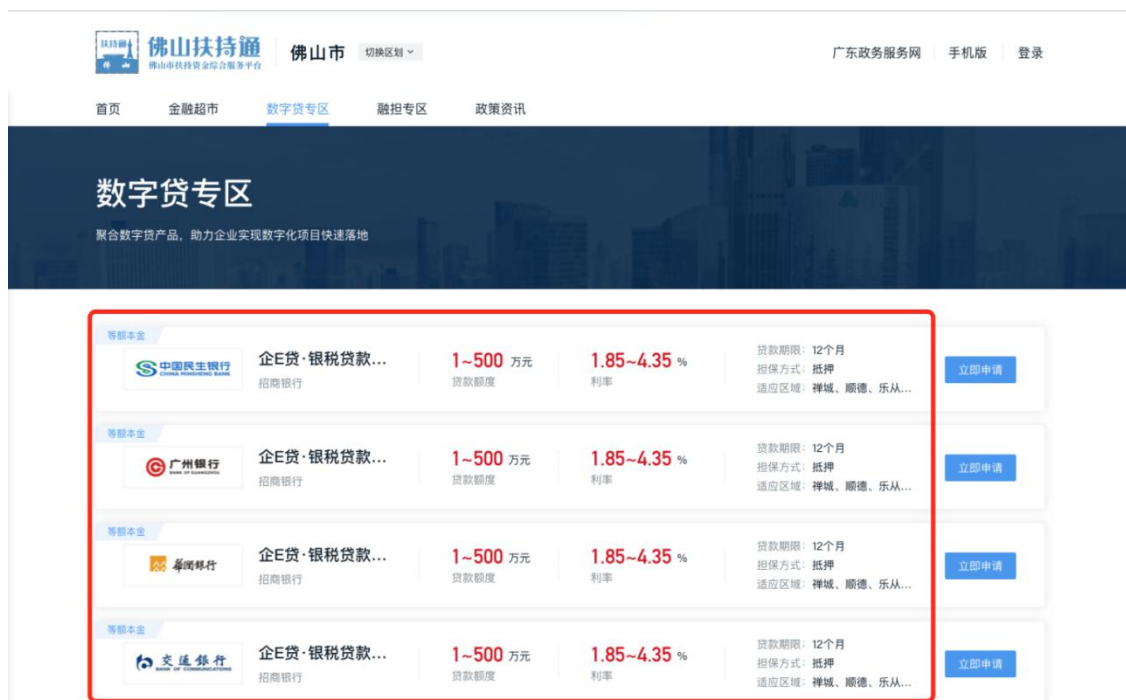 扶持通
佛山
佛山扶持通
佛山市扶持资金综合服务平台
佛山市
切换区划
广东政务服务网
手机版
登录
首页
金融超市
数字贷专区
融担专区
政策资讯
数字贷专区
聚合数字贷产品，助力企业实现数字化项目快速落地
等额本金
中国民生银行
CHINA MINSHENG BANK
企E贷·银税贷款...
招商银行
1~500 万元
贷款额度
1.85~4.35 %
利率
贷款期限：12个月
担保方式：抵押
适应区域：禅城、顺德、乐从...
立即申请
等额本金
广州银行
BANK OF GUANGZHOU
企E贷·银税贷款...
招商银行
1~500 万元
贷款额度
1.85~4.35 %
利率
贷款期限：12个月
担保方式：抵押
适应区域：禅城、顺德、乐从...
立即申请
等额本金
华润银行
企E贷·银税贷款...
招商银行
1~500 万元
贷款额度
1.85~4.35 %
利率
贷款期限：12个月
担保方式：抵押
适应区域：禅城、顺德、乐从...
立即申请
等额本金
交通银行
BANK OF COMMUNICATIONS
企E贷·银税贷款...
招商银行
1~500 万元
贷款额度
1.85~4.35 %
利率
贷款期限：12个月
担保方式：抵押
适应区域：禅城、顺德、乐从...
立即申请